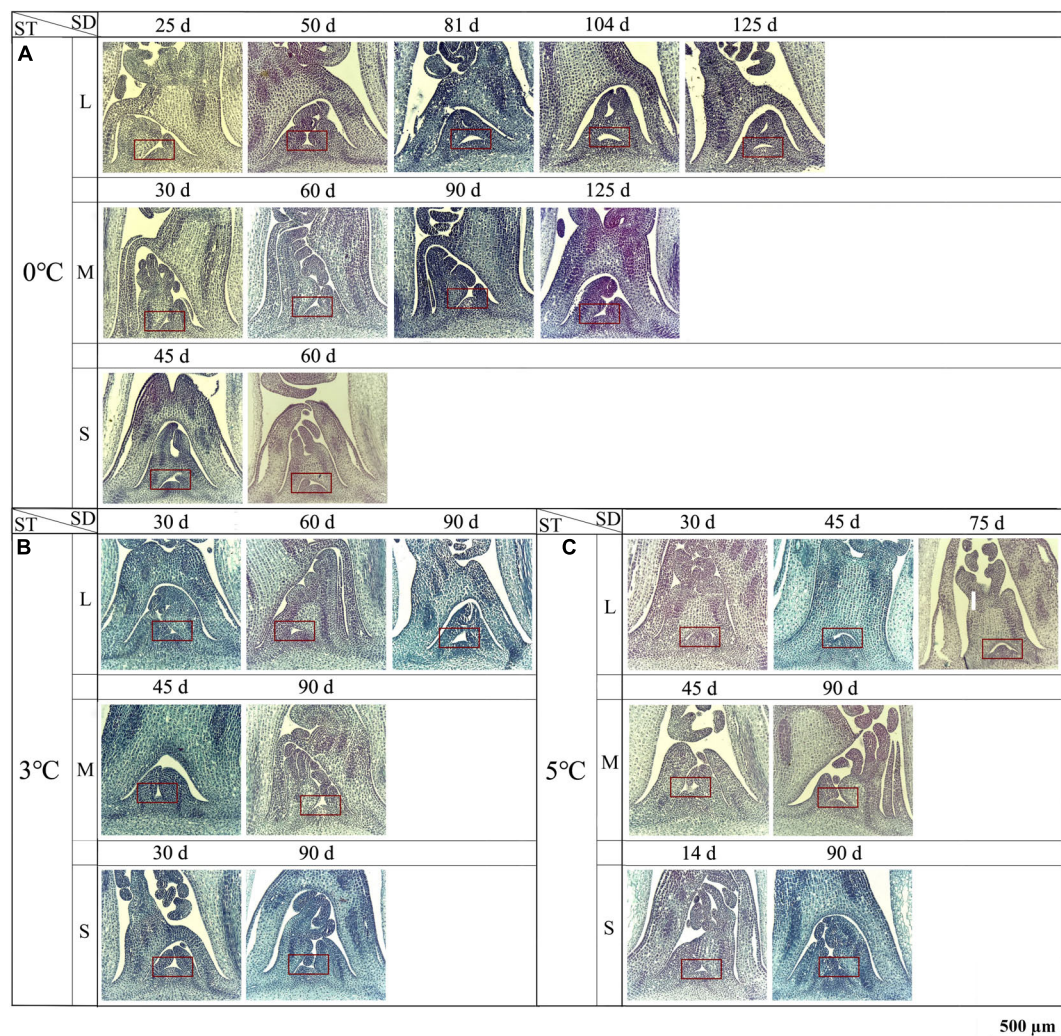 ST SD 25 d 50 d 81 d 104 d 125 d
A
L
30 d 60 d 90 d 125 d
0°C M
45 d 60 d
S
ST SD 30 d 60 d 90 d
B
L
45 d 90 d
3°C M
30 d 90 d
S
ST SD 30 d 45 d 75 d
C
L
45 d 90 d
5°C M
14 d 90 d
S
500 µm